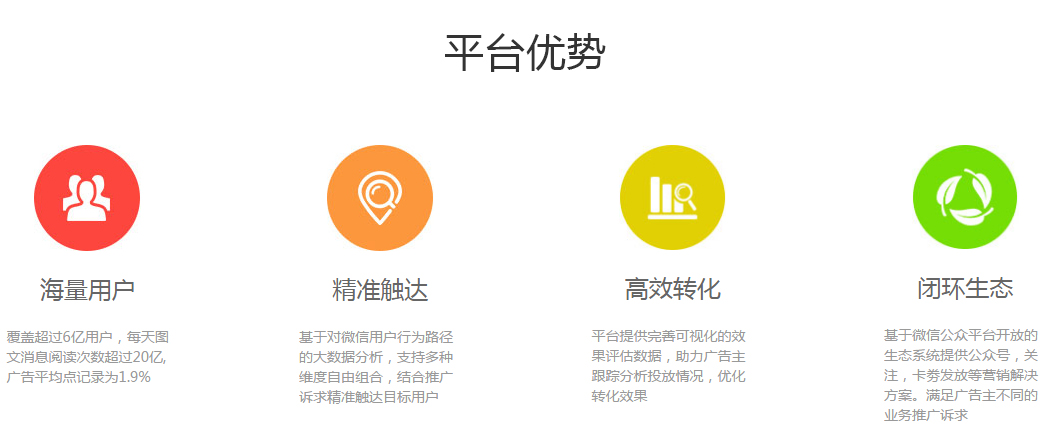 平台优势
海量用户
覆盖超过6亿用户，每天图
文消息阅读次数超过20亿,
广告平均点记录为1.9%
精准触达
基于对微信用户行为路径
的大数据分析，支持多种
维度自由组合，结合推广
诉求精准触达目标用户
高效转化
平台提供完善可视化的效
果评估数据，助力广告主
跟踪分析投放情况，优化
转化效果
闭环生态
基于微信公众平台开放的
生态系统提供公众号，关
注，卡劵发放等营销解决
方案。满足广告主不同的
业务推广诉求